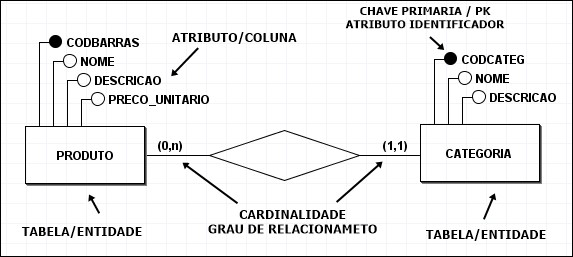 CHAVE PRIMARIA / PK
ATRIBUTO IDENTIFICADOR
CODBARRAS
ATRIBUTO/COLUNA
NOME
DESCRICAO
PRECO_UNITARIO
CODCATEG
NOME
DESCRICAO
PRODUTO
(0,n)
(1,1)
CATEGORIA
CARDINALIDADE
GRAU DE RELACIONAMETO
TABELA/ENTIDADE
TABELA/ENTIDADE